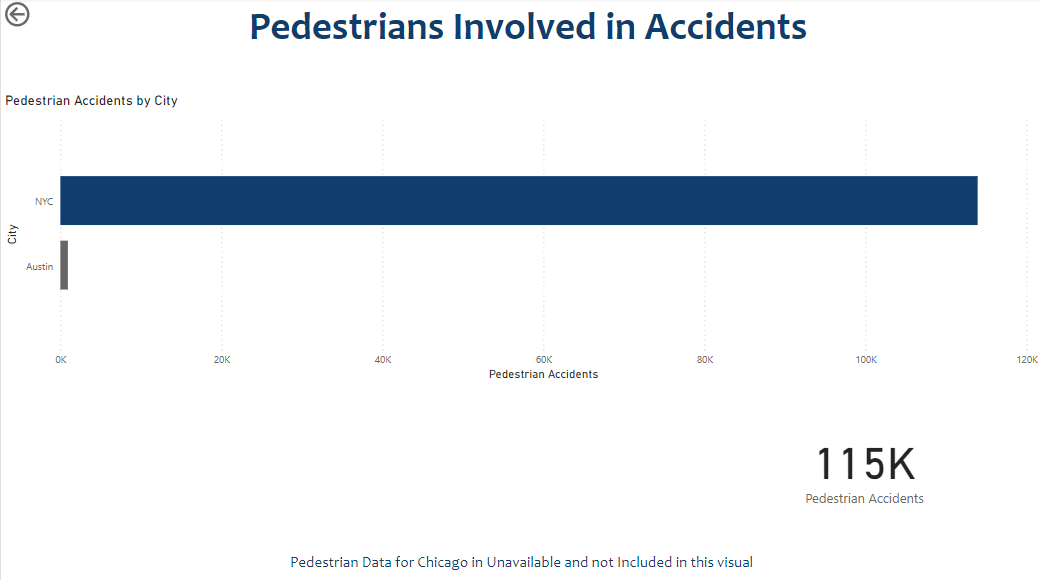 Pedestrians Involved in Accidents
Pedestrian Accidents by City
NYC
Austin
City
0K
20K
40K
60K
80K
100K
120K
Pedestrian Accidents
115K
Pedestrian Accidents
Pedestrian Data for Chicago in Unavailable and not Included in this visual